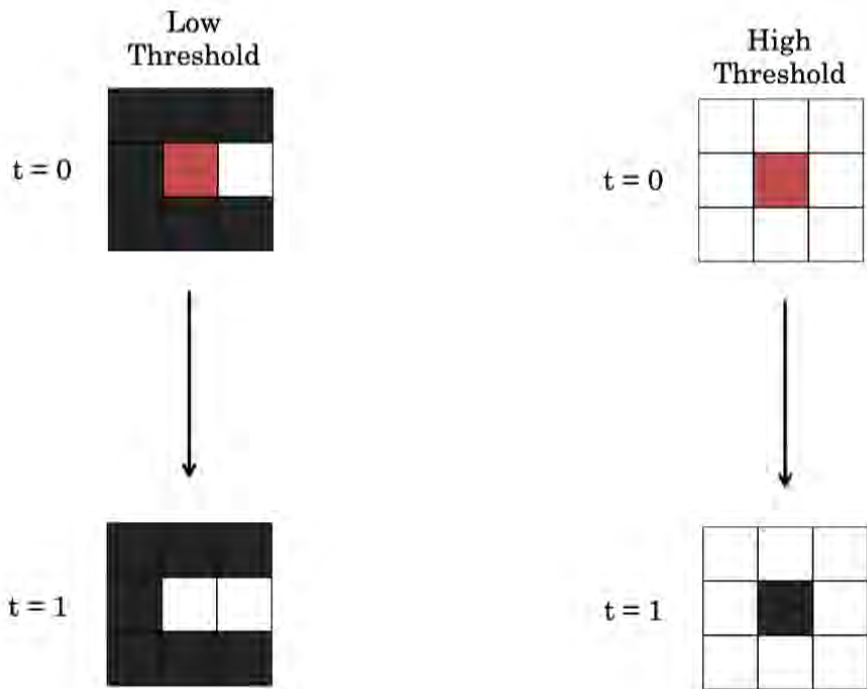 Low
Threshold
t = 0
t = 1
High
Threshold
t = 0
t = 1